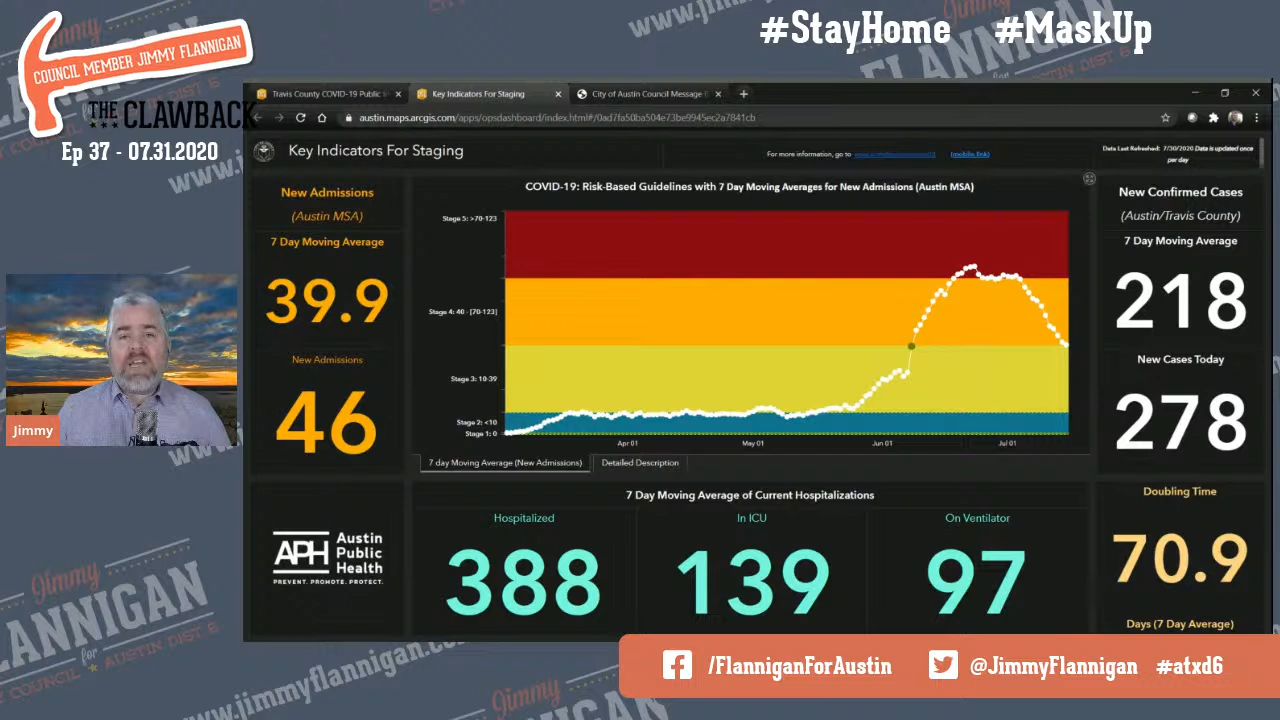 COUNCIL MEMBER JIMMY FLANNIGAN
THE CLAWBACK
Ep 37 - 07.31.2020
#StayHome #MaskUp
Travis County COVID-19 Public
Key Indicators For Staging
City of Austin Council Message
austin.maps.arcgis.com/apps/opsdashboard/index.html#/0ad7fa50ba504e73be9945ec2a7841cb
Key Indicators For Staging
For more information, go to
(mobile link)
Data Last Refreshed: 7/30/2020 Data is updated once
per day
New Admissions
(Austin MSA)
7 Day Moving Average
39.9
New Admissions
46
COVID-19: Risk-Based Guidelines with 7 Day Moving Averages for New Admissions (Austin MSA)
Stage 5: >70-123
Stage 4: 40 - [70-123]
Stage 3: 10-39
Stage 2: <10
Stage 1: 0
Apr 01 May 01 Jun 01 Jul 01
7 day Moving Average (New Admissions) Detailed Description
New Confirmed Cases
(Austin/Travis County)
7 Day Moving Average
218
New Cases Today
278
APH Austin
Public
Health
PREVENT. PROMOTE. PROTECT.
7 Day Moving Average of Current Hospitalizations
Hospitalized In ICU On Ventilator
388 139 97
Doubling Time
70.9
Days (7 Day Average)
Jimmy
/FlanniganForAustin @JimmyFlannigan #atxd6
www.jimmyflannigan.com